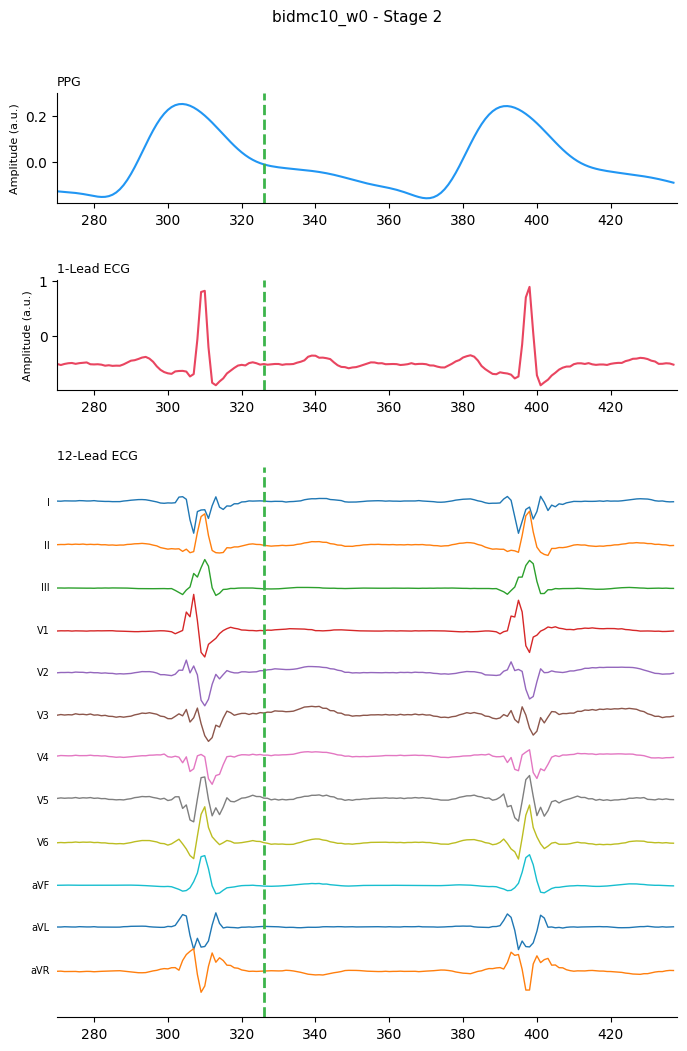 bidmc10_w0 - Stage 2
PPG
Amplitude (a.u.)
0.2
0.0
280 300 320 340 360 380 400 420
1-Lead ECG
Amplitude (a.u.)
1
0
280 300 320 340 360 380 400 420
12-Lead ECG
I
II
III
V1
V2
V3
V4
V5
V6
aVF
aVL
aVR
280 300 320 340 360 380 400 420